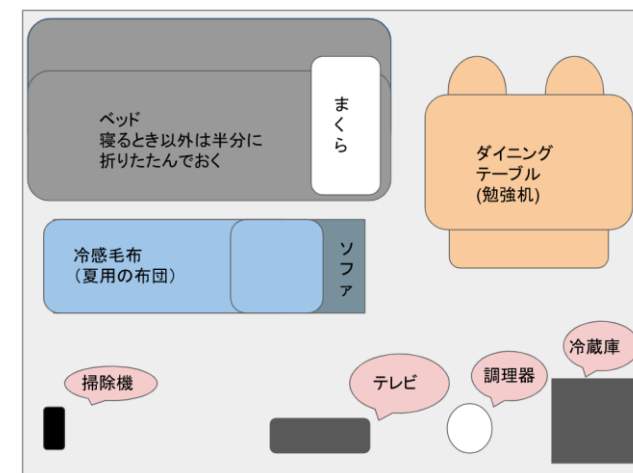 ベッド
寝るとき以外は半分に
折りたたんでおく
まくら
ダイニング
テーブル
(勉強机)
冷感毛布
（夏用の布団）
ソファ
掃除機
テレビ
調理器
冷蔵庫